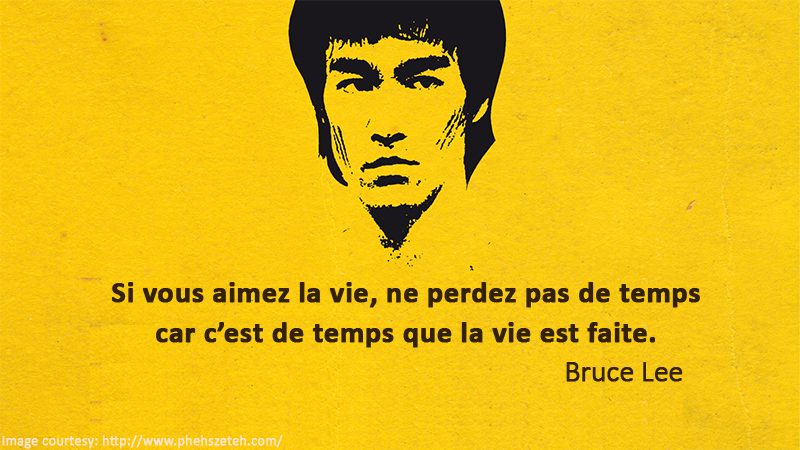 Si vous aimez la vie, ne perdez pas de temps
car c’est de temps que la vie est faite.
Bruce Lee
Image courtesy: http://www.phehszeteh.com/